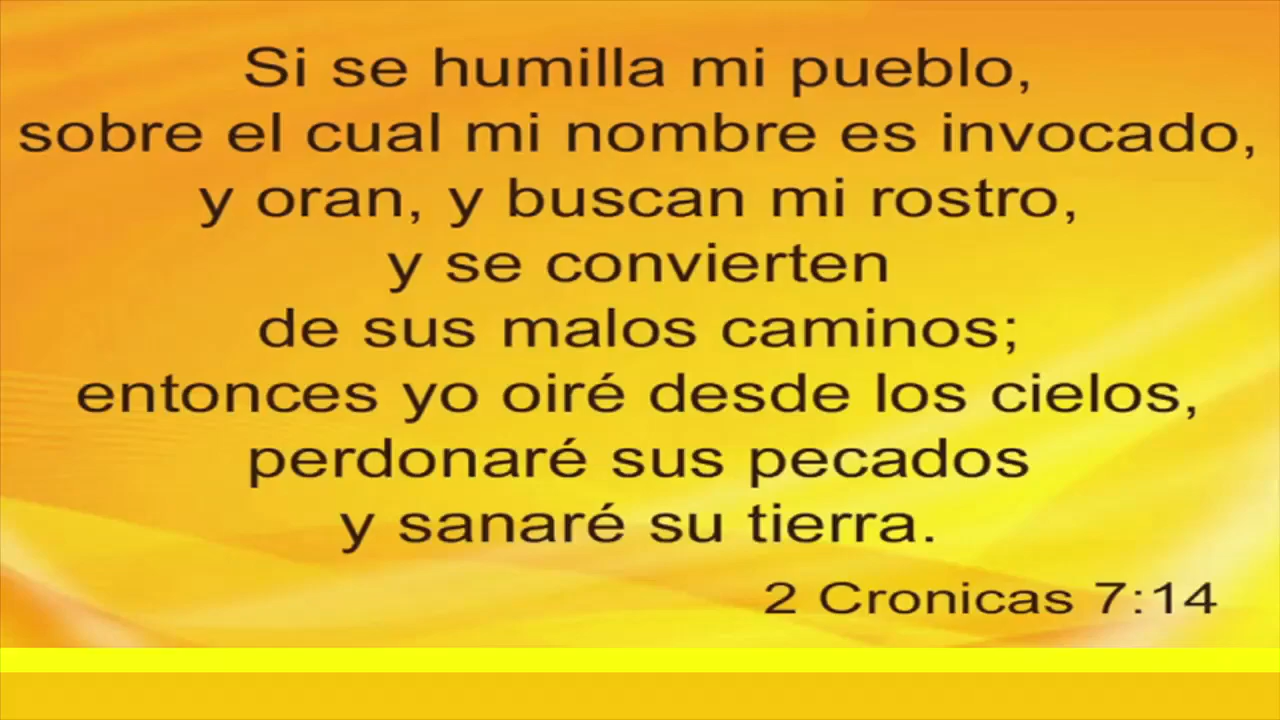 Si se humilla mi pueblo,
sobre el cual mi nombre es invocado,
y oran, y buscan mi rostro,
y se convierten
de sus malos caminos;
entonces yo oiré desde los cielos,
perdonaré sus pecados
y sanaré su tierra.
2 Cronicas 7:14